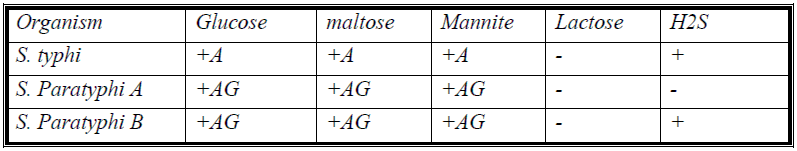 Organism Glucose maltose Mannite Lactose H2S
S. typhi +A +A +A - +
S. Paratyphi A +AG +AG +AG - -
S. Paratyphi B +AG +AG +AG - +